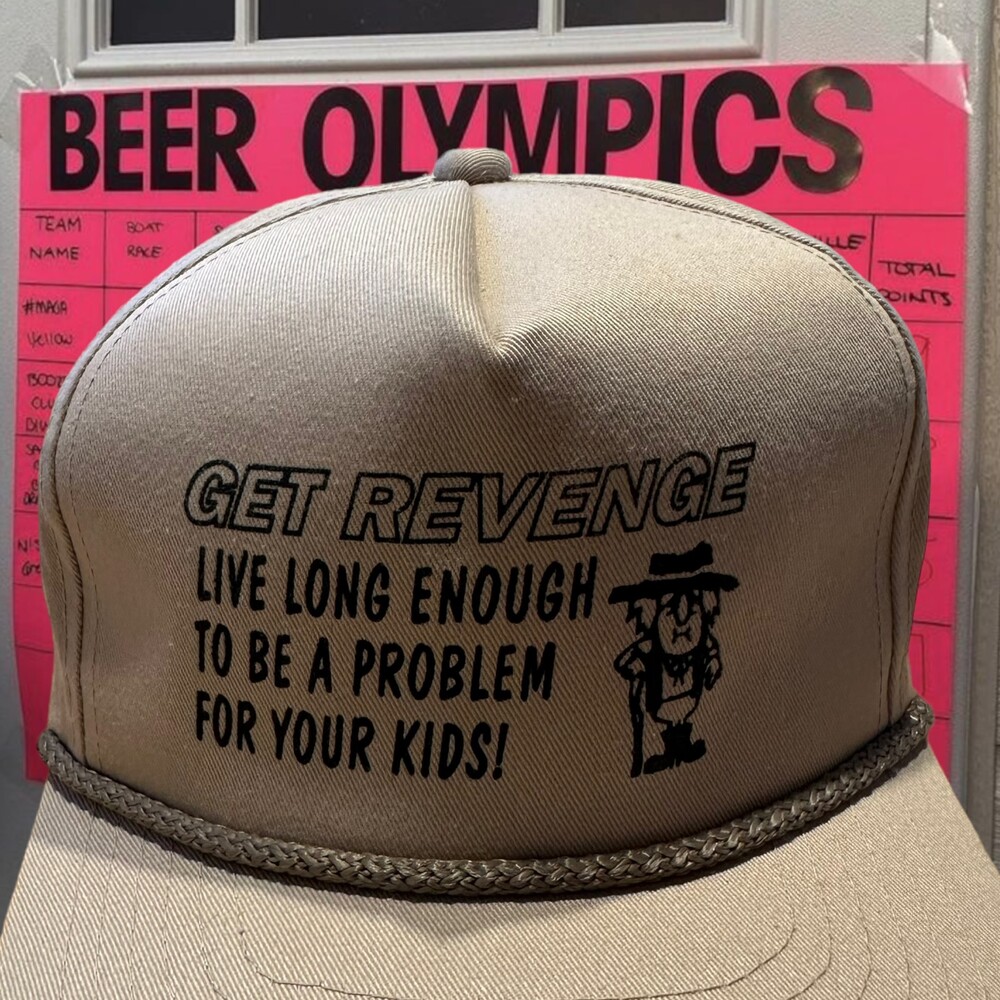 BEER OLYMPICS
TEAM NAME
BOAT RACE
TOTAL
#MAGA
Yellow
GET REVENGE
LIVE LONG ENOUGH
TO BE A PROBLEM
FOR YOUR KIDS!